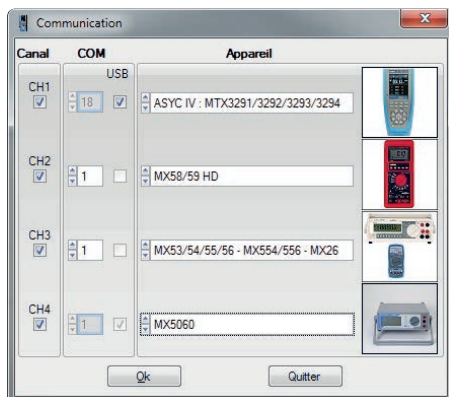 Communication
Canal COM Appareil
USB
CH1 18 ASYC IV : MTX3291/3292/3293/3294
CH2 1 MX58/59 HD
CH3 1 MX53/54/55/56 - MX554/556 - MX26
CH4 1 MX5060
Ok Quitter